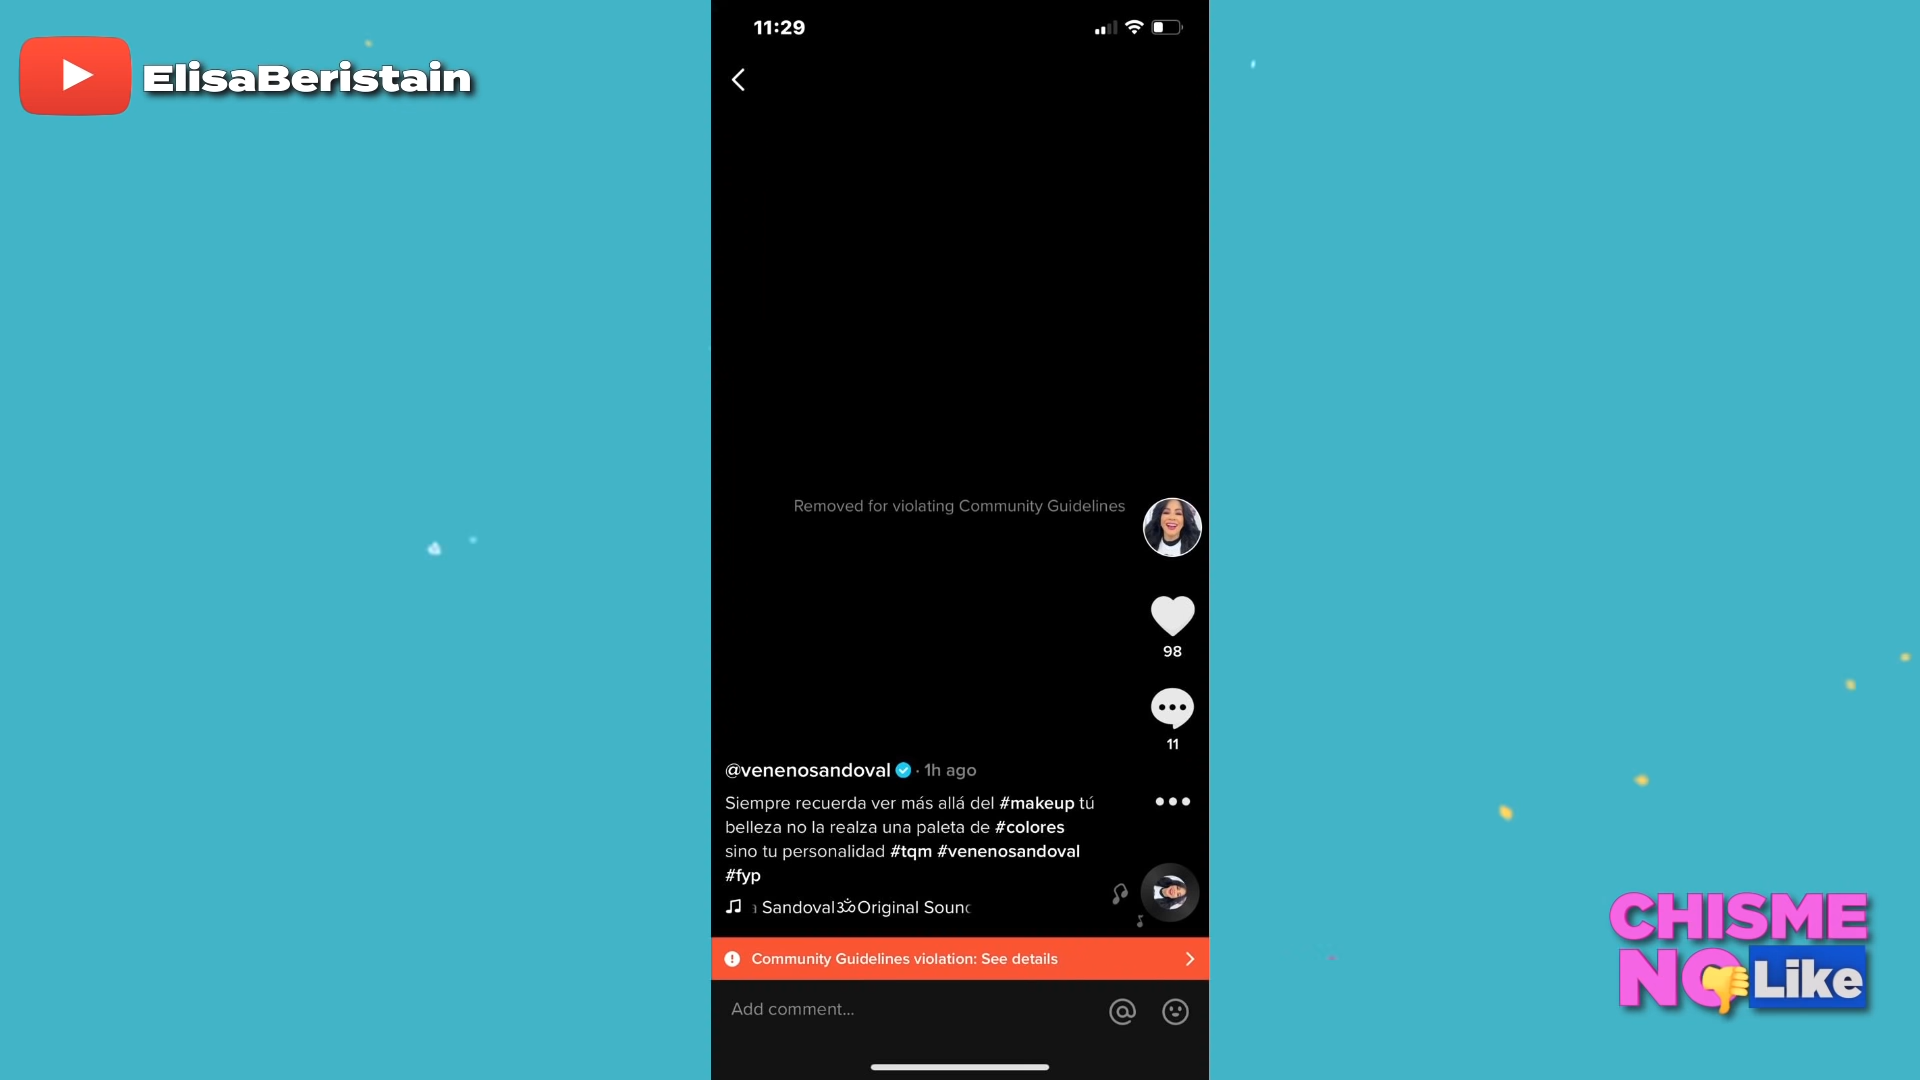 ElisaBeristain
11:29
Removed for violating Community Guidelines
98
11
@venenosandoval · 1h ago
Siempre recuerda ver más allá del #makeup tú
belleza no la realza una paleta de #colores
sino tu personalidad #tqm #venenosandoval
#fyp
Sandovalॐ Original Soun
Community Guidelines violation: See details
Add comment...
CHISME
NO Like